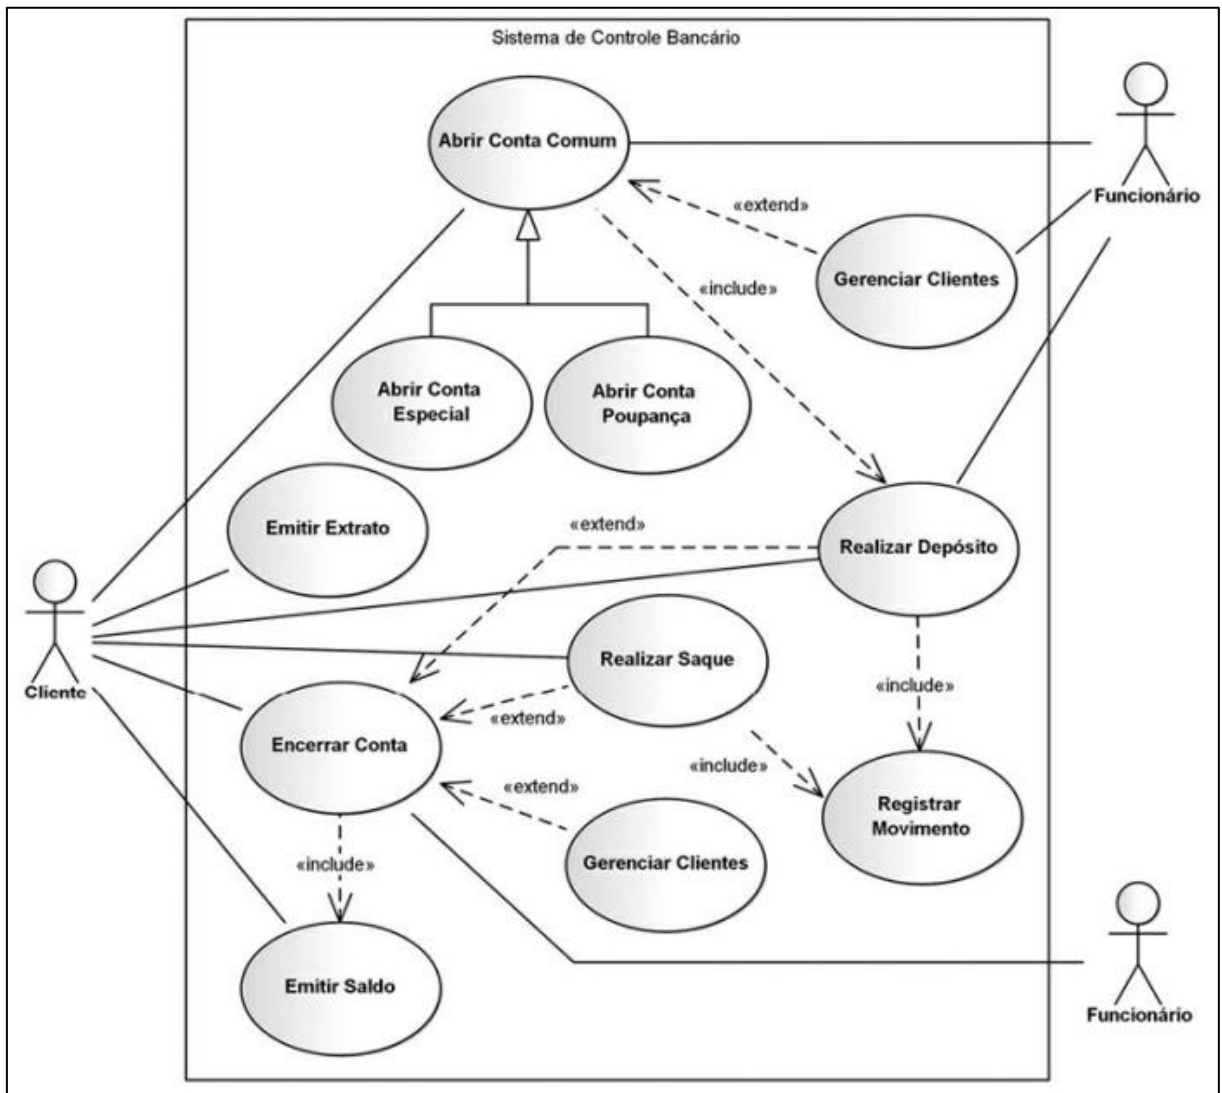 Sistema de Controle Bancário
Abrir Conta Comum
Funcionário
«extend»
Gerenciar Clientes
«include»
Abrir Conta
Especial
Abrir Conta
Poupança
Emitir Extrato
«extend»
Realizar Depósito
Realizar Saque
Cliente
«include»
«extend»
Encerrar Conta
«include»
«extend»
Registrar
Movimento
«include»
Gerenciar Clientes
Emitir Saldo
Funcionário